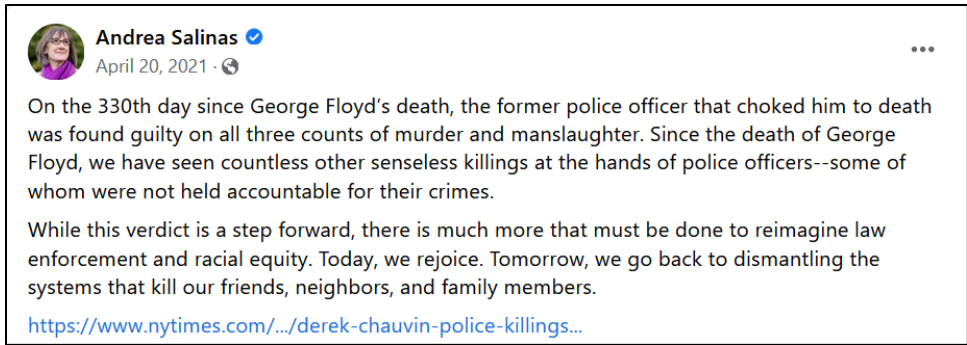 Andrea Salinas
April 20, 2021 ·
On the 330th day since George Floyd's death, the former police officer that choked him to death
was found guilty on all three counts of murder and manslaughter. Since the death of George
Floyd, we have seen countless other senseless killings at the hands of police officers--some of
whom were not held accountable for their crimes.
While this verdict is a step forward, there is much more that must be done to reimagine law
enforcement and racial equity. Today, we rejoice. Tomorrow, we go back to dismantling the
systems that kill our friends, neighbors, and family members.
https://www.nytimes.com/.../derek-chauvin-police-killings...